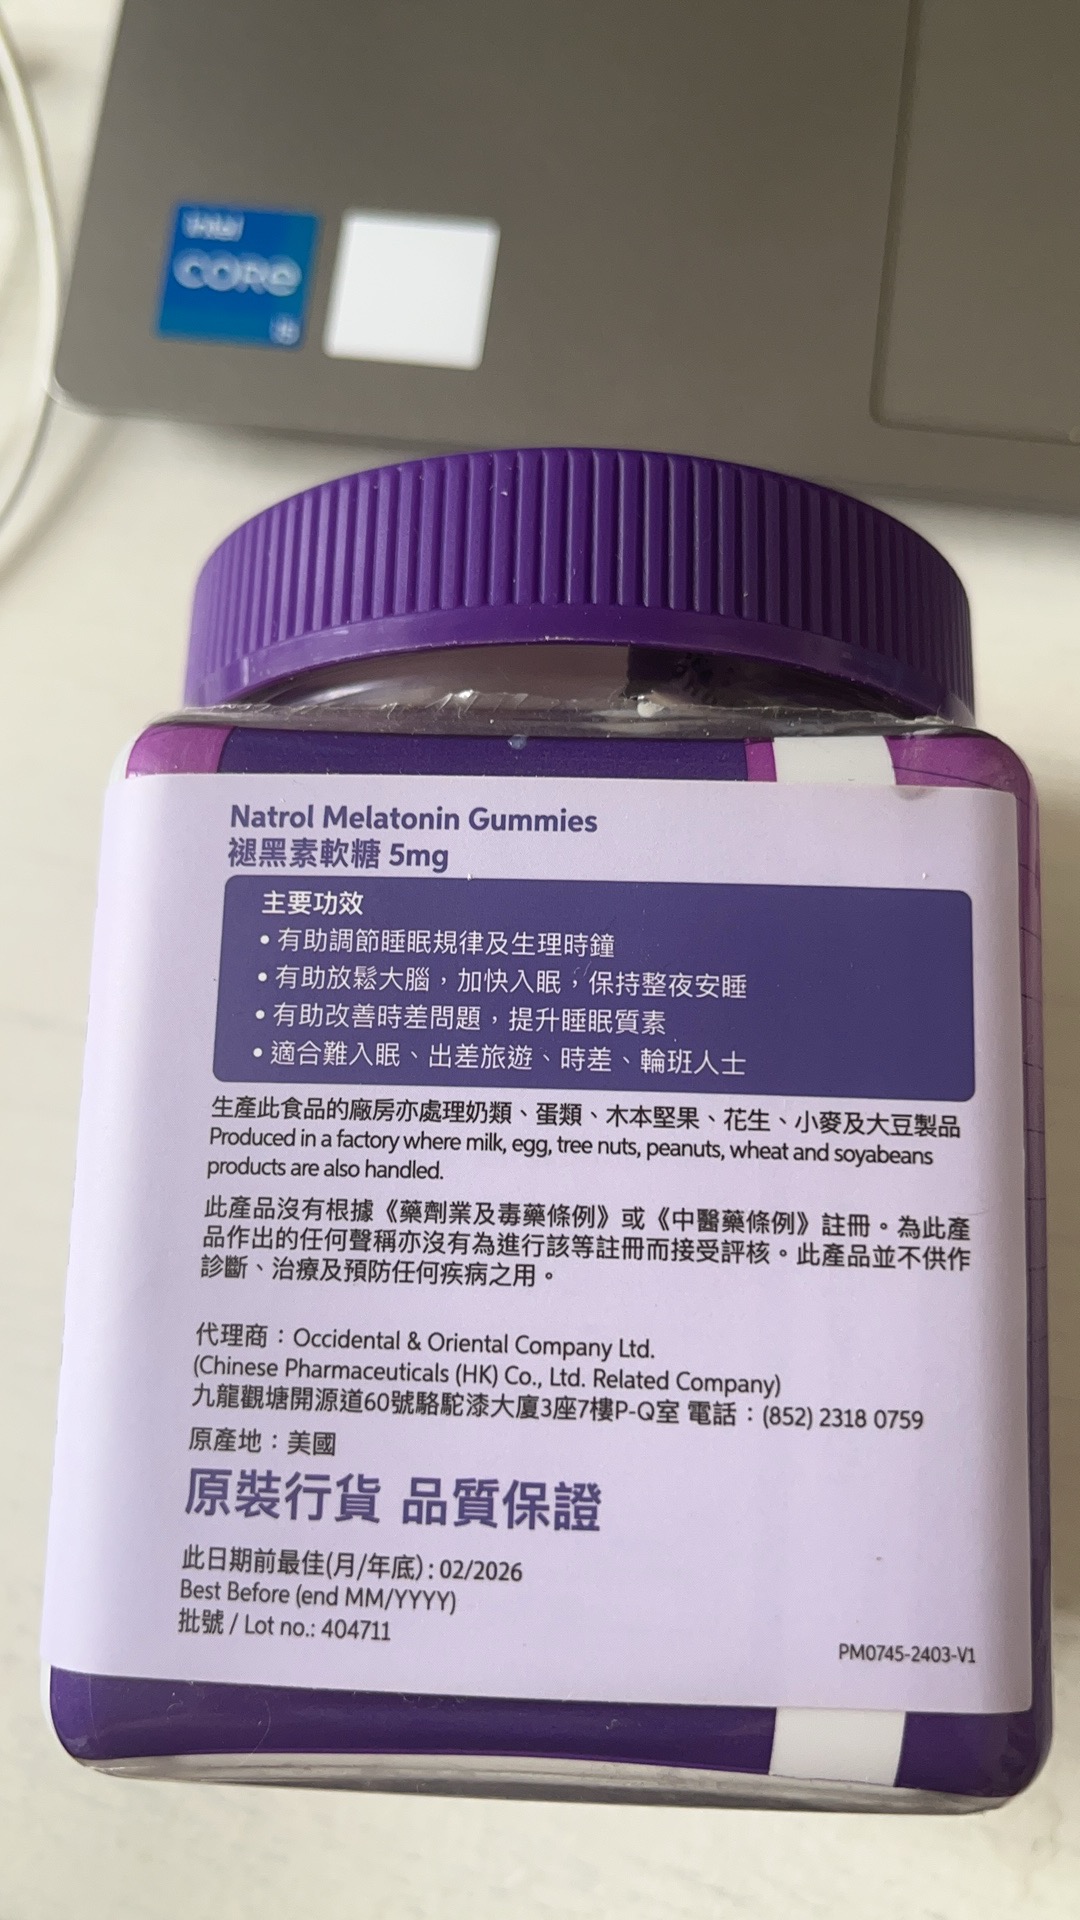 intel
CORE
Natrol Melatonin Gummies
褪黑素軟糖 5mg
主要功效
• 有助調節睡眠規律及生理時鐘
• 有助放鬆大腦，加快入眠，保持整夜安睡
• 有助改善時差問題，提升睡眠質素
• 適合難入眠、出差旅遊、時差、輪班人士
生產此食品的廠房亦處理奶類、蛋類、木本堅果、花生、小麥及大豆製品
Produced in a factory where milk, egg, tree nuts, peanuts, wheat and soyabeans
products are also handled.
此產品沒有根據《藥劑業及毒藥條例》或《中醫藥條例》註冊。為此產
品作出的任何聲稱亦沒有為進行該等註冊而接受評核。此產品並不供作
診斷、治療及預防任何疾病之用。
代理商：Occidental & Oriental Company Ltd.
(Chinese Pharmaceuticals (HK) Co., Ltd. Related Company)
九龍觀塘開源道60號駱駝漆大廈3座7樓P-Q室 電話：(852) 2318 0759
原產地：美國
原裝行貨 品質保證
此日期前最佳(月/年底) : 02/2026
Best Before (end MM/YYYY)
批號 / Lot no.: 404711
PM0745-2403-V1